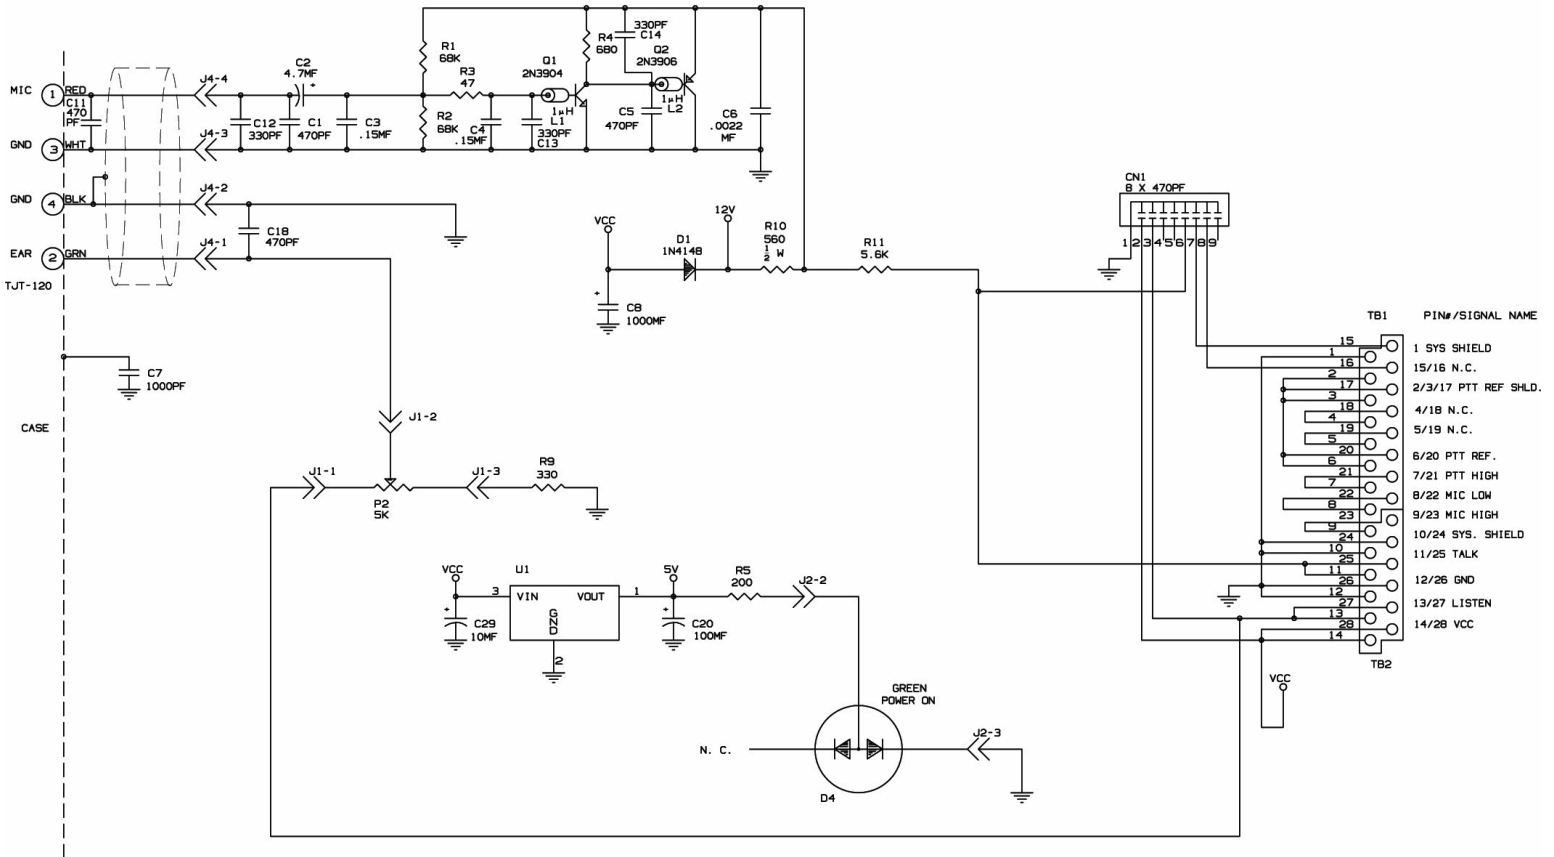 330PF
C14
R1
68K
R4
680
Q2
2N3906
C2
4.7MF
+
Q1
2N3904
R3
47
J4-4
MIC
1
RED
C11
470
PF
C12
330PF
C1
470PF
C3
.15MF
R2
68K
C4
.15MF
1µH
L1
330PF
C13
C5
470PF
1µH
L2
C6
.0022
MF
J4-3
GND
3
WHT
J4-2
GND
4
BLK
C18
470PF
J4-1
EAR
2
GRN
TJT-120
CN1
8 X 470PF
1 2 3 4 5 6 7 8 9
VCC
12V
D1
1N4148
R10
560
1/2 W
R11
5.6K
+
C8
1000MF
C7
1000PF
CASE
J1-2
J1-1
J1-3
R9
330
P2
5K
TB1
PIN#/SIGNAL NAME
15
1
16
2
17
3
18
4
19
5
20
6
21
7
22
8
23
9
24
10
25
11
26
12
27
13
28
14
1 SYS SHIELD
15/16 N.C.
2/3/17 PTT REF SHLD.
4/18 N.C.
5/19 N.C.
6/20 PTT REF.
7/21 PTT HIGH
8/22 MIC LOW
9/23 MIC HIGH
10/24 SYS. SHIELD
11/25 TALK
12/26 GND
13/27 LISTEN
14/28 VCC
TB2
VCC
VCC
U1
3
VIN
VOUT
GND
1
2
5V
R5
200
J2-2
+
C29
10MF
+
C20
100MF
GREEN
POWER ON
N. C.
J2-3
D4